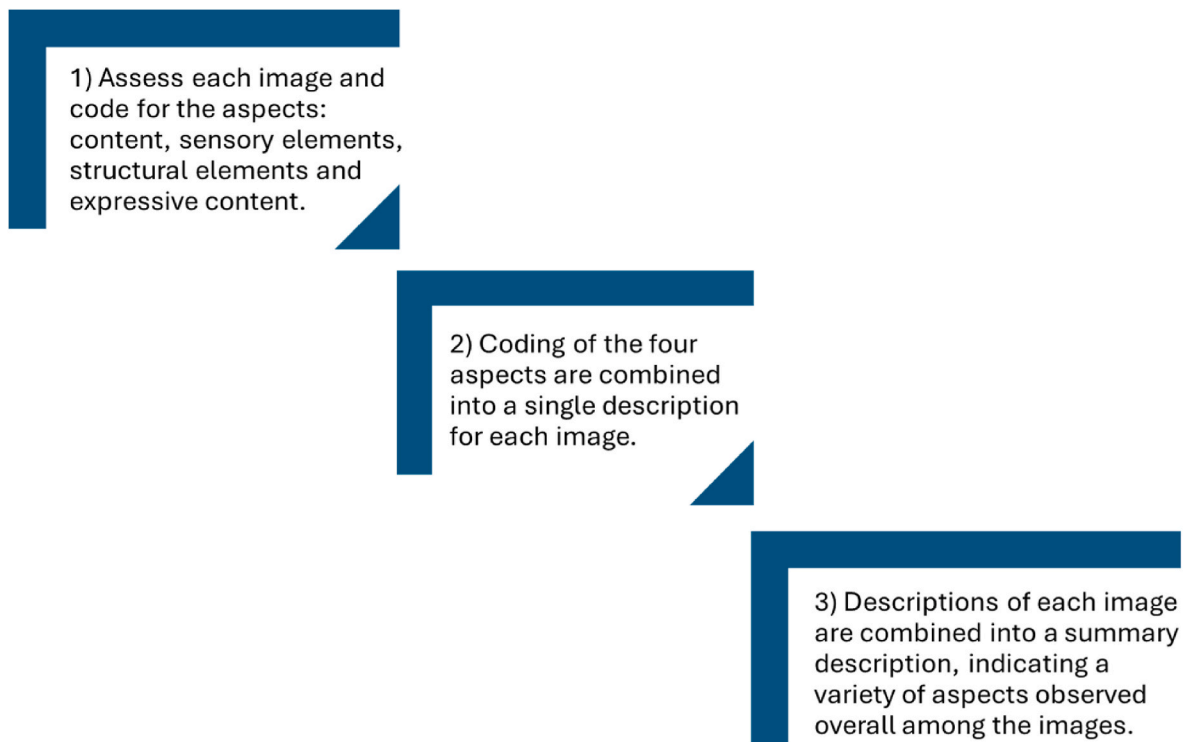 1) Assess each image and
code for the aspects:
content, sensory elements,
structural elements and
expressive content.
2) Coding of the four
aspects are combined
into a single description
for each image.
3) Descriptions of each image
are combined into a summary
description, indicating a
variety of aspects observed
overall among the images.